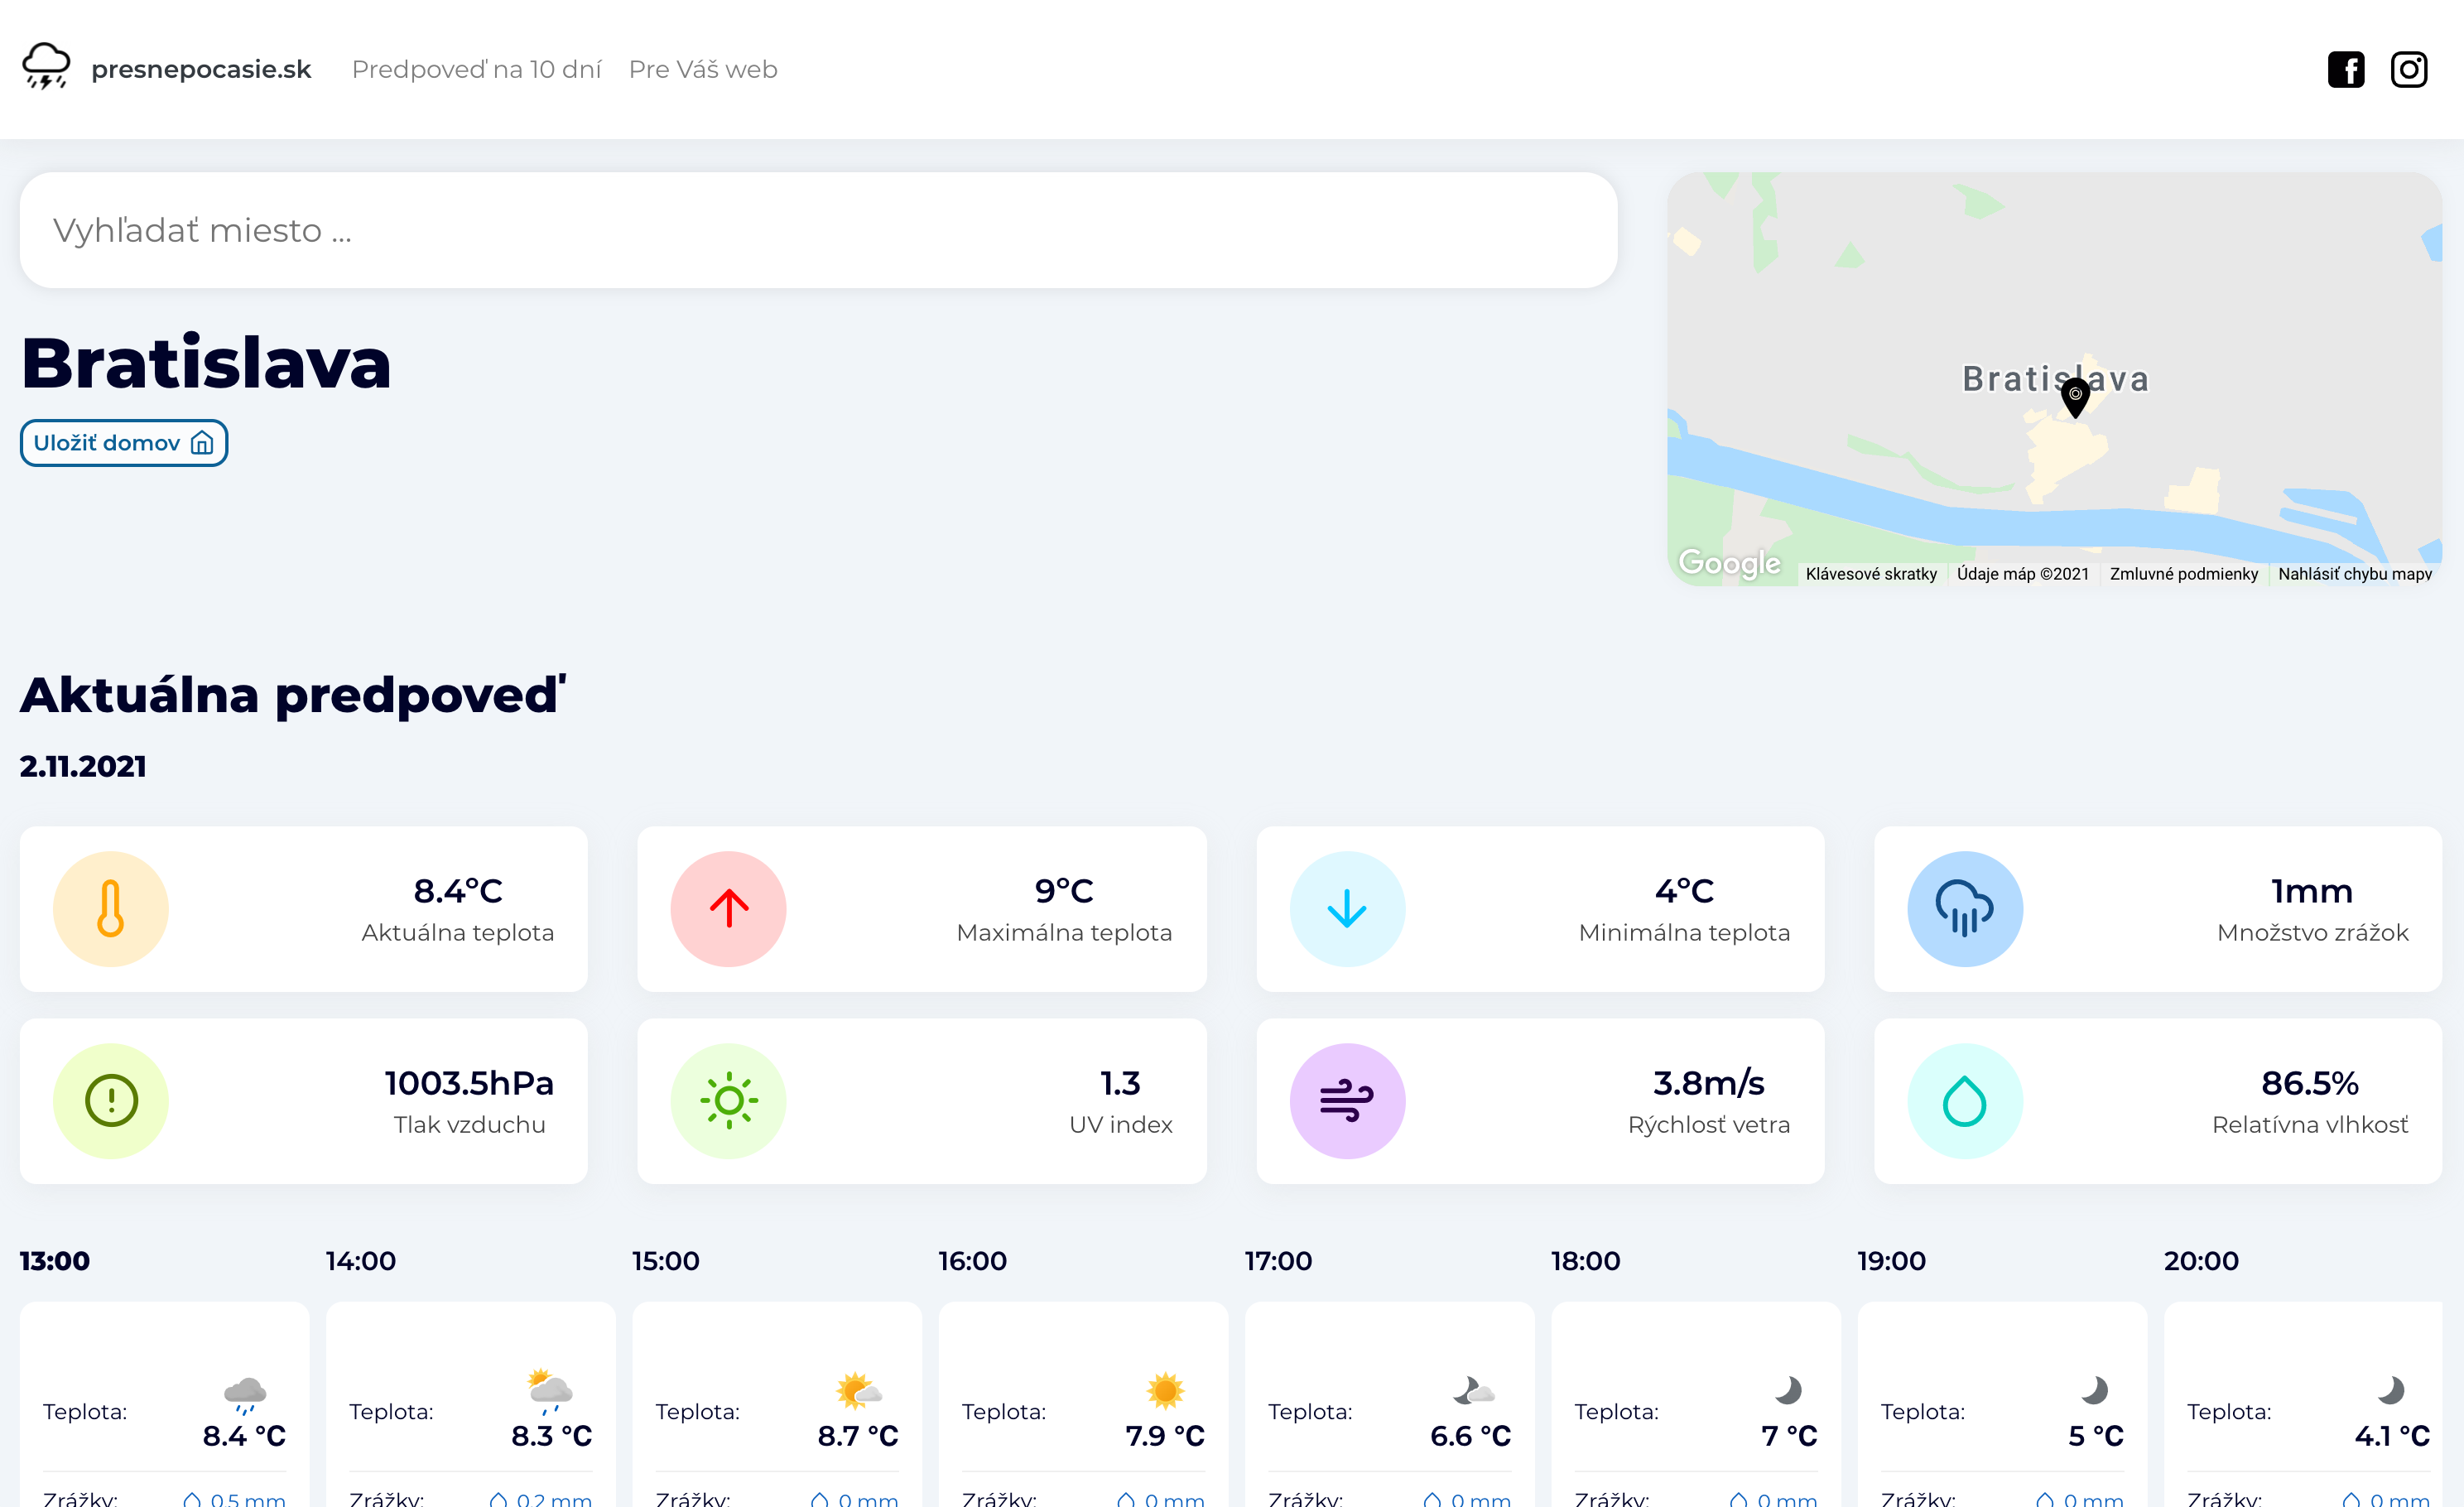 presnepocasie.sk Predpoveď na 10 dní Pre Váš web
Vyhľadať miesto ...
Bratislava
Uložiť domov
Bratislava
Google
Klávesové skratky Údaje máp ©2021 Zmluvné podmienky Nahlásiť chybu mapy
Aktuálna predpoveď
2.11.2021
8.4°C
Aktuálna teplota
9°C
Maximálna teplota
4°C
Minimálna teplota
1mm
Množstvo zrážok
1003.5hPa
Tlak vzduchu
1.3
UV index
3.8m/s
Rýchlosť vetra
86.5%
Relatívna vlhkosť
13:00 14:00 15:00 16:00 17:00 18:00 19:00 20:00
Teplota: 8.4 °C
Teplota: 8.3 °C
Teplota: 8.7 °C
Teplota: 7.9 °C
Teplota: 6.6 °C
Teplota: 7 °C
Teplota: 5 °C
Teplota: 4.1 °C
Zrážky: 0.5 mm
Zrážky: 0.2 mm
Zrážky: 0 mm
Zrážky: 0 mm
Zrážky: 0 mm
Zrážky: 0 mm
Zrážky: 0 mm
Zrážky: 0 mm